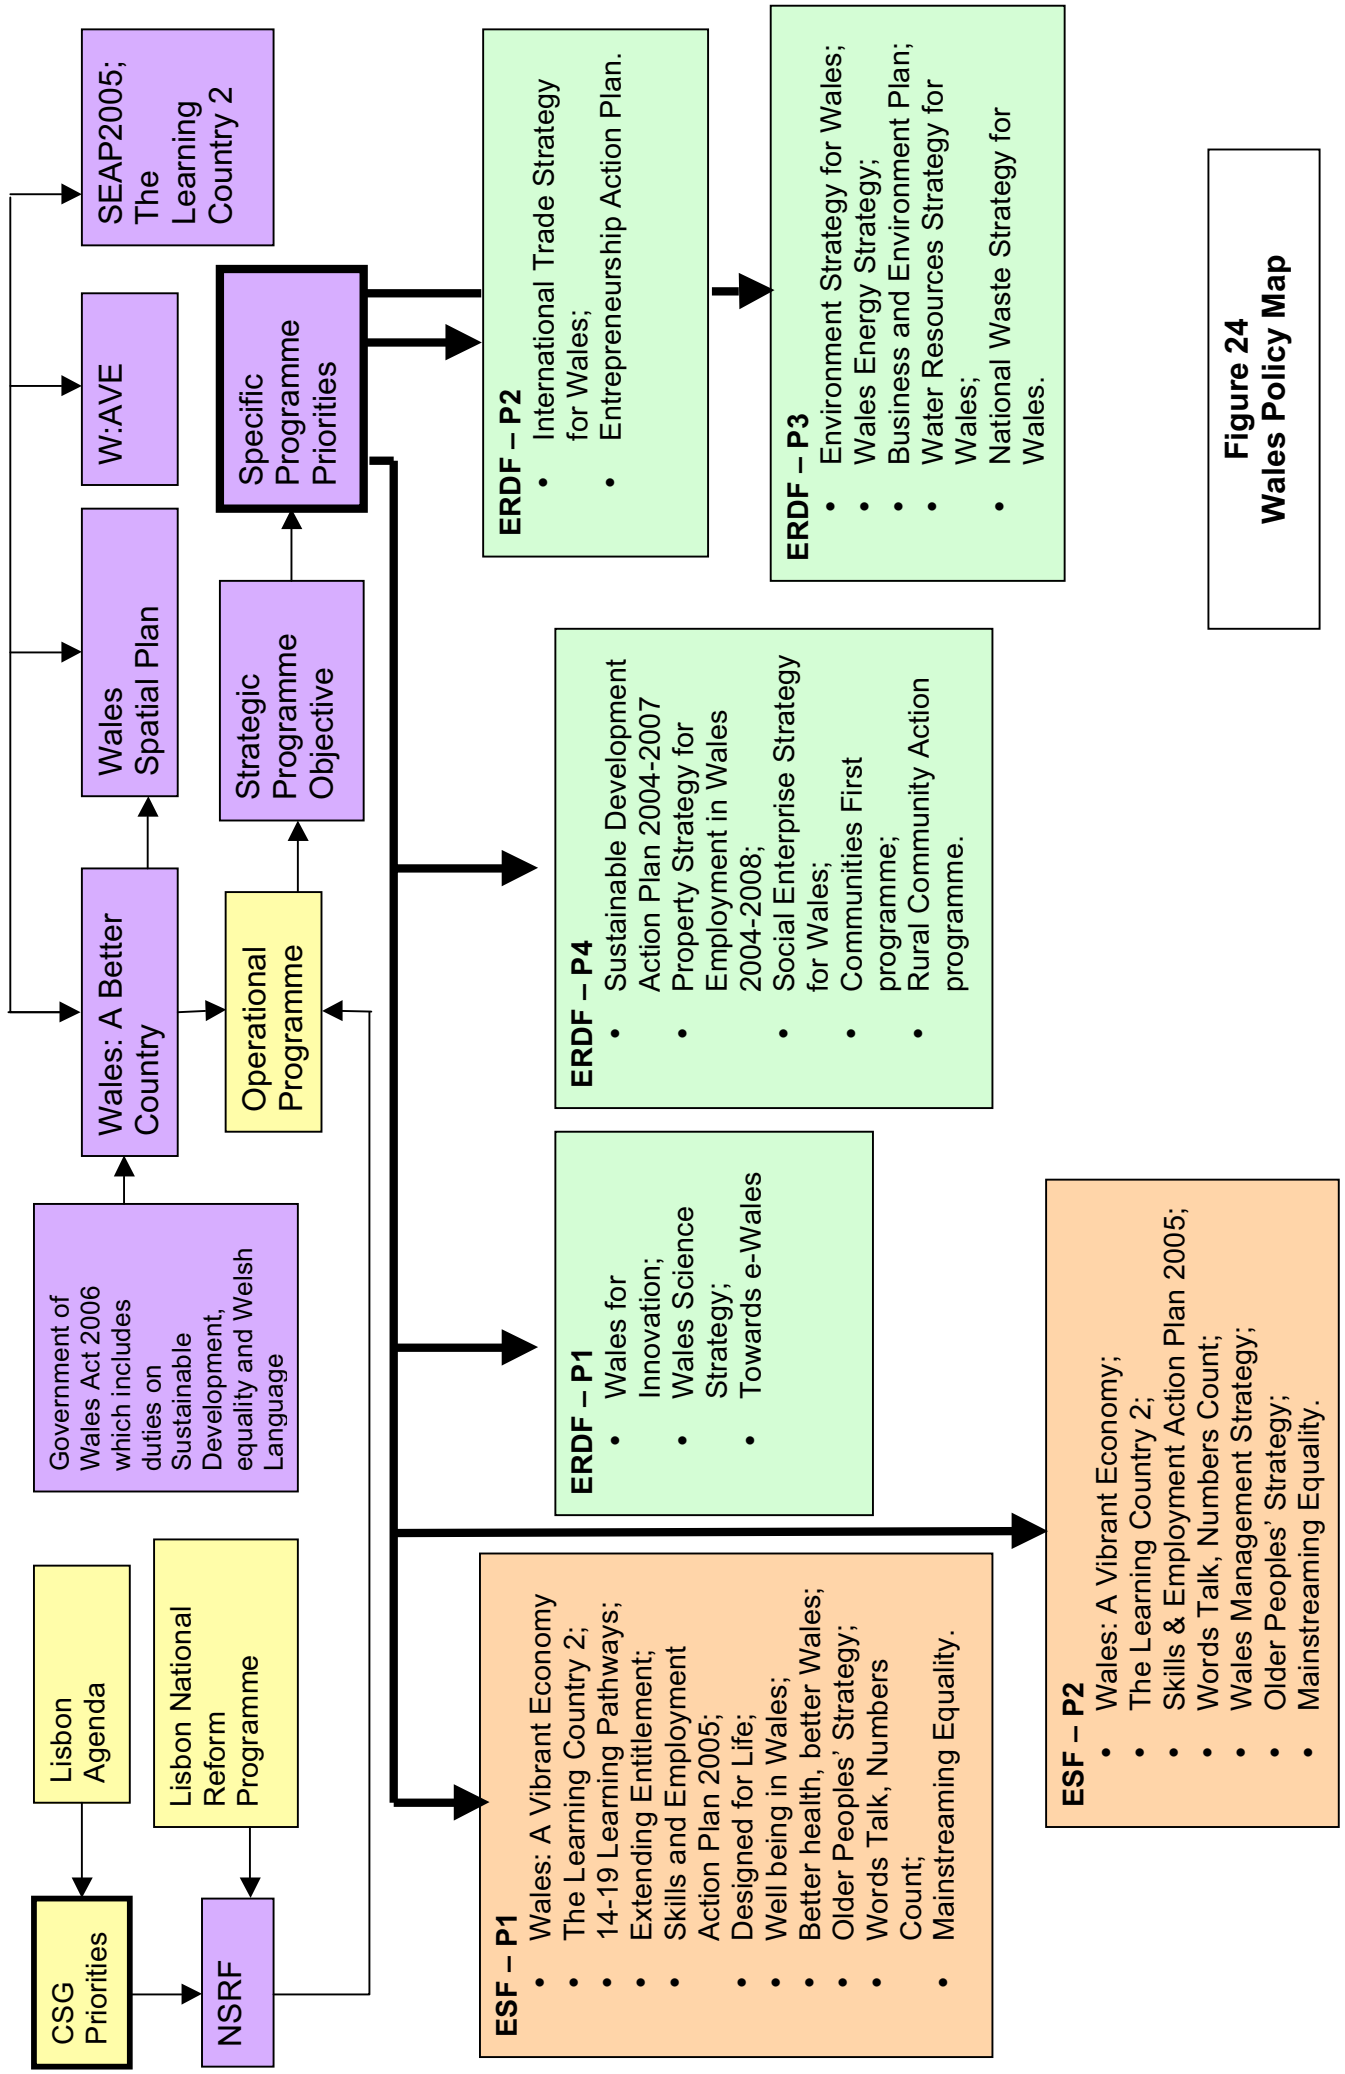 CSG
Priorities
Lisbon
Agenda
NSRF
Lisbon National
Reform
Programme
Government of
Wales Act 2006
which includes
duties on
Sustainable
Development,
equality and Welsh
Language
Wales: A Better
Country
Wales
Spatial Plan
W:AVE
SEAP2005;
The
Learning
Country 2
Operational
Programme
Strategic
Programme
Objective
Specific
Programme
Priorities
ESF – P1
• Wales: A Vibrant Economy
• The Learning Country 2;
• 14-19 Learning Pathways;
• Extending Entitlement;
• Skills and Employment
Action Plan 2005;
• Designed for Life;
• Well being in Wales;
• Better health, better Wales;
• Older Peoples’ Strategy;
• Words Talk, Numbers
Count;
• Mainstreaming Equality.
ERDF – P1
• Wales for
Innovation;
• Wales Science
Strategy;
• Towards e-Wales
ERDF – P4
• Sustainable Development
Action Plan 2004-2007
• Property Strategy for
Employment in Wales
2004-2008;
• Social Enterprise Strategy
for Wales;
• Communities First
programme;
• Rural Community Action
programme.
ERDF – P2
• International Trade Strategy
for Wales;
• Entrepreneurship Action Plan.
ERDF – P3
• Environment Strategy for Wales;
• Wales Energy Strategy;
• Business and Environment Plan;
• Water Resources Strategy for
Wales;
• National Waste Strategy for
Wales.
ESF – P2
• Wales: A Vibrant Economy;
• The Learning Country 2;
• Skills & Employment Action Plan 2005;
• Words Talk, Numbers Count;
• Wales Management Strategy;
• Older Peoples’ Strategy;
• Mainstreaming Equality.
Figure 24
Wales Policy Map